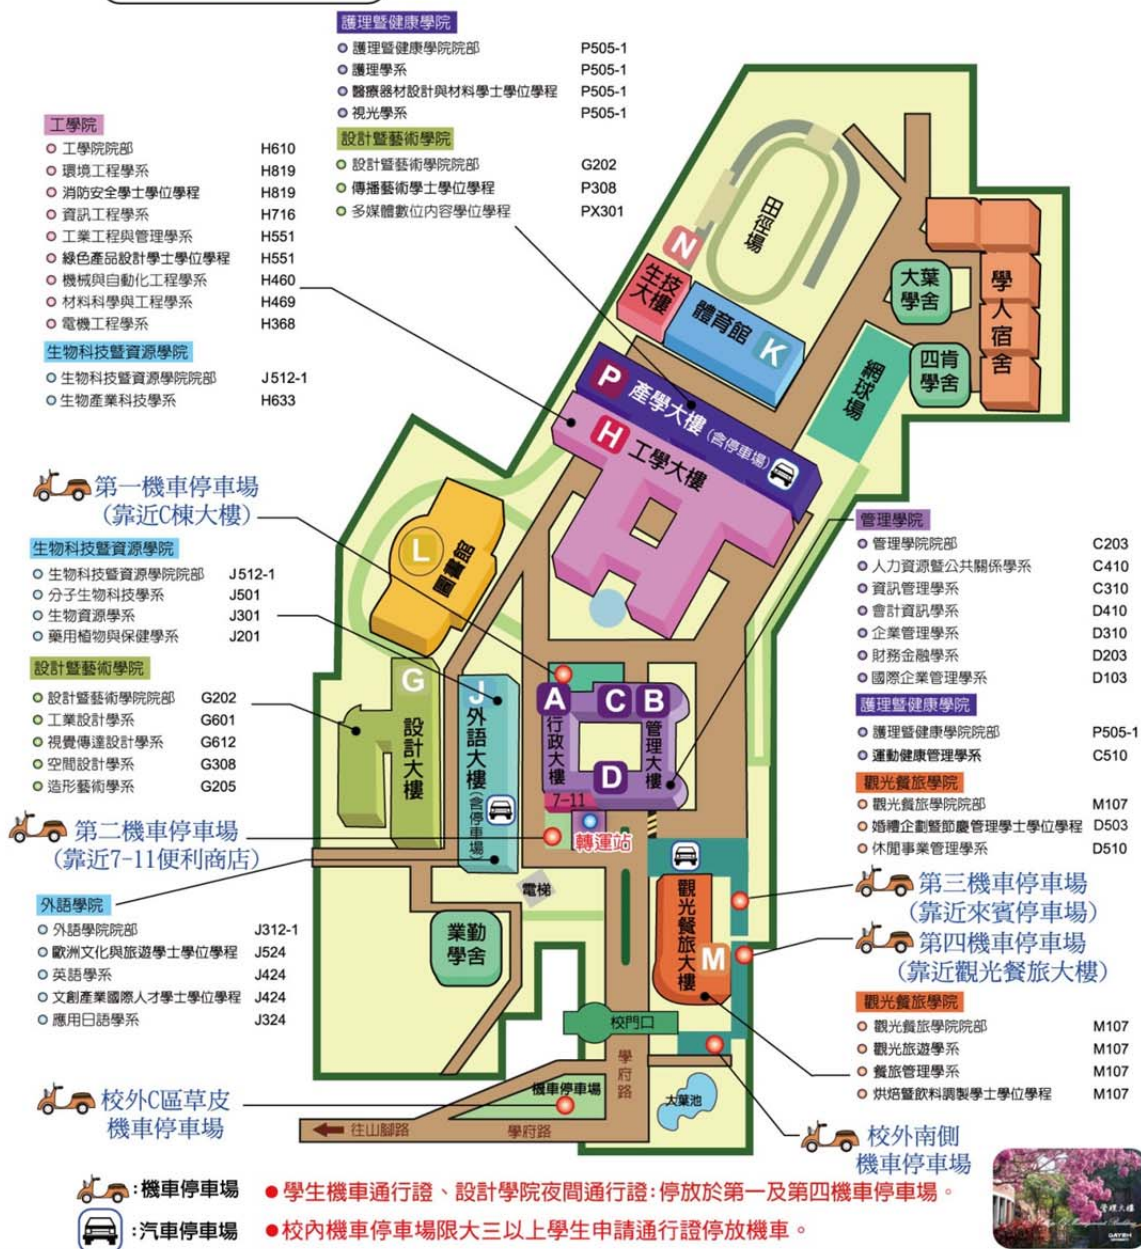 護理暨健康學院
護理暨健康學院院部 P505-1
護理學系 P505-1
醫療器材設計與材料學士學位學程 P505-1
視光學系 P505-1
設計暨藝術學院
設計暨藝術學院院部 G202
傳播藝術學士學位學程 P308
多媒體數位內容學位學程 PX301
工學院
工學院院部 H610
環境工程學系 H819
消防安全學士學位學程 H819
資訊工程學系 H716
工業工程與管理學系 H551
綠色產品設計學士學位學程 H551
機械與自動化工程學系 H460
材料科學與工程學系 H469
電機工程學系 H368
生物科技暨資源學院
生物科技暨資源學院院部 J512-1
生物產業科技學系 H633
第一機車停車場
(靠近C棟大樓)
生物科技暨資源學院
生物科技暨資源學院院部 J512-1
分子生物科技學系 J501
生物資源學系 J301
藥用植物與保健學系 J201
設計暨藝術學院
設計暨藝術學院院部 G202
工業設計學系 G601
視覺傳達設計學系 G612
空間設計學系 G308
造形藝術學系 G205
第二機車停車場
(靠近7-11便利商店)
外語學院
外語學院院部 J312-1
歐洲文化與旅遊學士學位學程 J524
英語學系 J424
文創產業國際人才學士學位學程 J424
應用日語學系 J324
校外C區草皮
機車停車場
田徑場
N
生技大樓
體育館
K
大葉學舍
四肯學舍
學人宿舍
網球場
P 產學大樓(含停車場)
H 工學大樓
L
圖書館
G
設計大樓
J
外語大樓(含停車場)
A
行政大樓
C
B
管理大樓
D
7-11
轉運站
電梯
業勤學舍
觀光餐旅大樓
M
校門口
學府路
機車停車場
大葉池
往山腳路
學府路
管理學院
管理學院院部 C203
人力資源暨公共關係學系 C410
資訊管理學系 C310
會計資訊學系 D410
企業管理學系 D310
財務金融學系 D203
國際企業管理學系 D103
護理暨健康學院
護理暨健康學院院部 P505-1
運動健康管理學系 C510
觀光餐旅學院
觀光餐旅學院院部 M107
婚禮企劃暨節慶管理學士學位學程 D503
休閒事業管理學系 D510
第三機車停車場
(靠近來賓停車場)
第四機車停車場
(靠近觀光餐旅大樓)
觀光餐旅學院
觀光餐旅學院院部 M107
觀光旅遊學系 M107
餐旅管理學系 M107
烘焙暨飲料調製學士學位學程 M107
校外南側
機車停車場
:機車停車場
●學生機車通行證、設計學院夜間通行證:停放於第一及第四機車停車場。
:汽車停車場
●校內機車停車場限大三以上學生申請通行證停放機車。
管理大樓